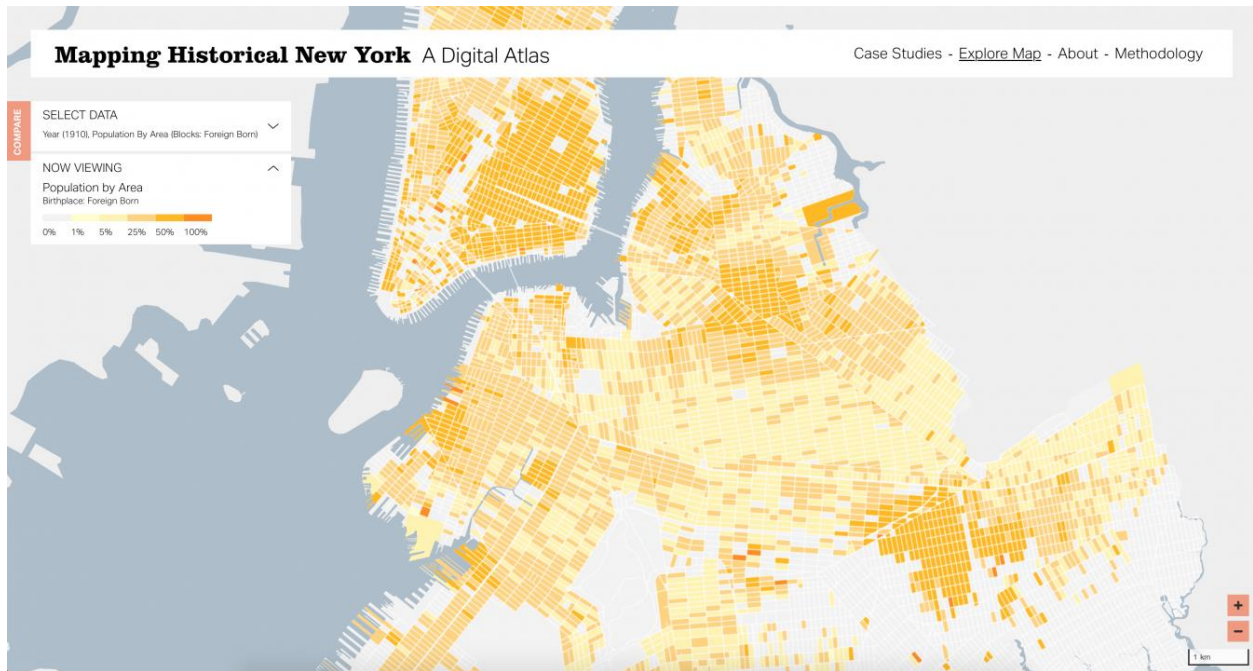 Mapping Historical New York A Digital Atlas
Case Studies - Explore Map - About - Methodology
COMPARE
SELECT DATA
Year (1910), Population By Area (Blocks: Foreign Born)
NOW VIEWING
Population by Area
Birthplace: Foreign Born
0% 1% 5% 25% 50% 100%
+
−
1 km